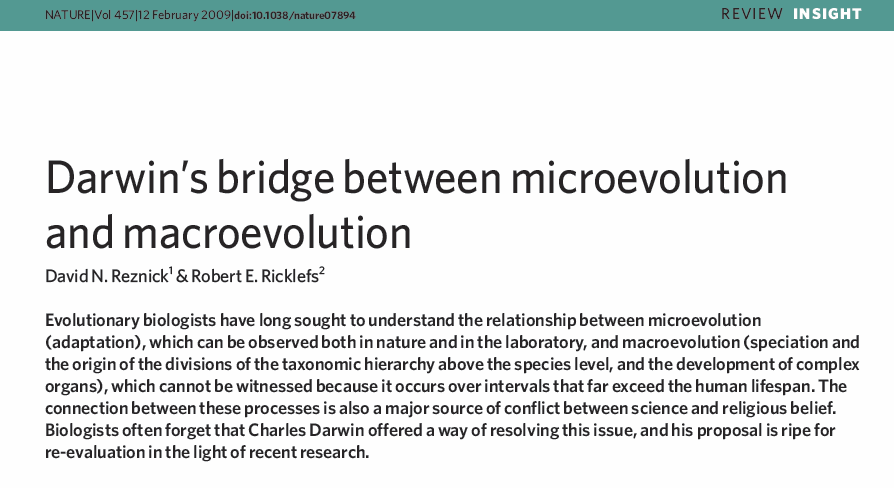 NATURE|Vol 457|12 February 2009|doi:10.1038/nature07894
REVIEW INSIGHT
Darwin's bridge between microevolution
and macroevolution
David N. Reznick1 & Robert E. Ricklefs2
Evolutionary biologists have long sought to understand the relationship between microevolution
(adaptation), which can be observed both in nature and in the laboratory, and macroevolution (speciation and
the origin of the divisions of the taxonomic hierarchy above the species level, and the development of complex
organs), which cannot be witnessed because it occurs over intervals that far exceed the human lifespan. The
connection between these processes is also a major source of conflict between science and religious belief.
Biologists often forget that Charles Darwin offered a way of resolving this issue, and his proposal is ripe for
re-evaluation in the light of recent research.